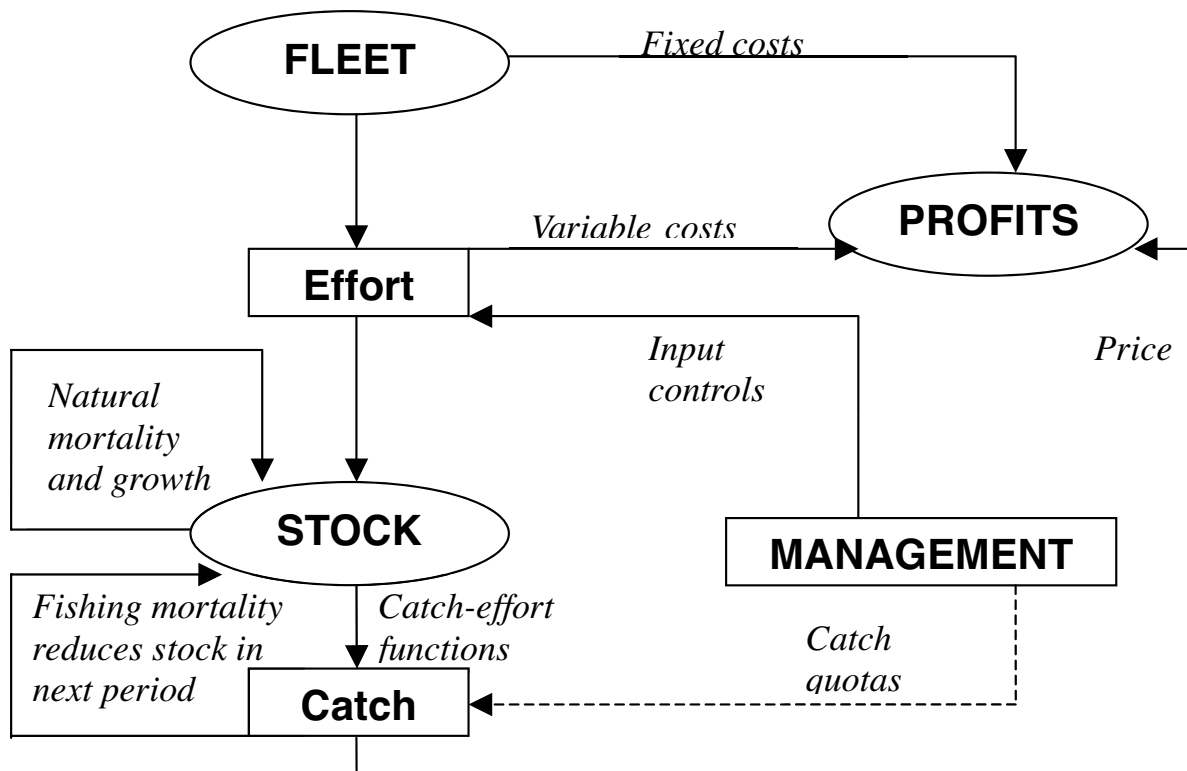 FLEET
Fixed costs
PROFITS
Variable costs
Effort
Input
controls
Price
Natural
mortality
and growth
STOCK
MANAGEMENT
Fishing mortality
reduces stock in
next period
Catch-effort
functions
Catch
quotas
Catch